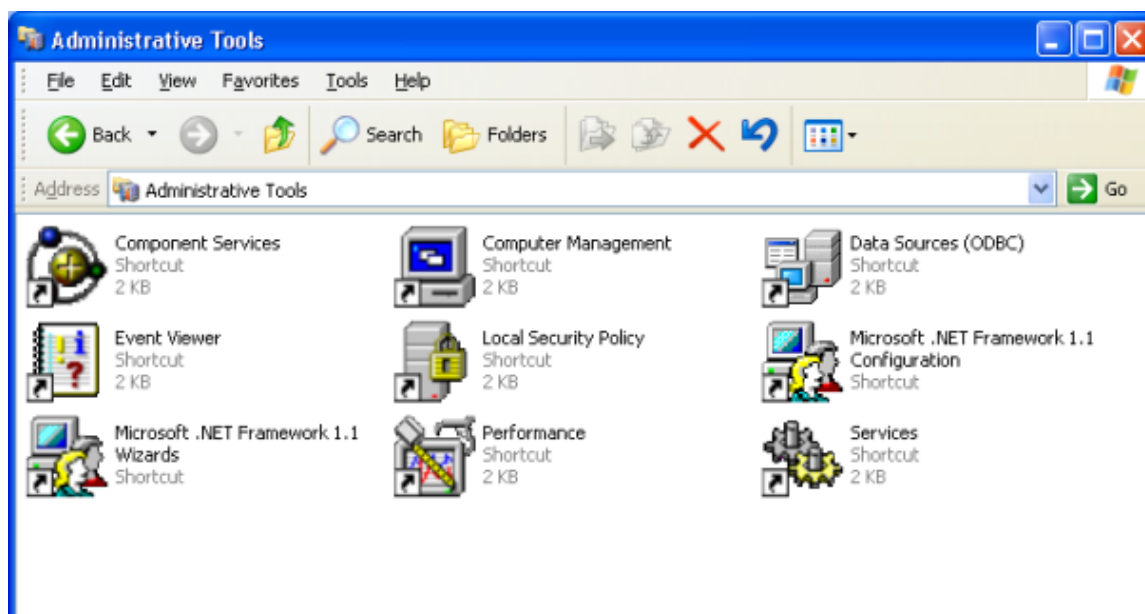 Administrative Tools
File Edit View Favorites Tools Help
Back Search Folders
Address Administrative Tools Go
Component Services
Shortcut
2 KB
Computer Management
Shortcut
2 KB
Data Sources (ODBC)
Shortcut
2 KB
Event Viewer
Shortcut
2 KB
Local Security Policy
Shortcut
2 KB
Microsoft .NET Framework 1.1
Configuration
Shortcut
Microsoft .NET Framework 1.1
Wizards
Shortcut
Performance
Shortcut
2 KB
Services
Shortcut
2 KB